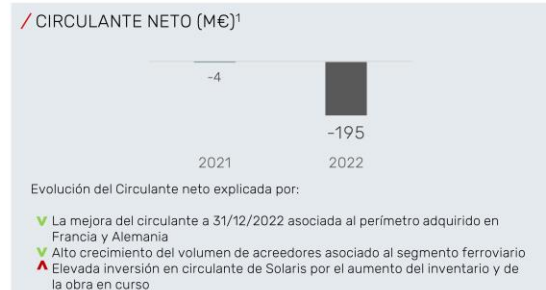 / CIRCULANTE NETO (M€)¹
-4
-195
2021 2022
Evolución del Circulante neto explicada por:
v La mejora del circulante a 31/12/2022 asociada al perímetro adquirido en
Francia y Alemania
v Alto crecimiento del volumen de acreedores asociado al segmento ferroviario
ʌ Elevada inversión en circulante de Solaris por el aumento del inventario y de
la obra en curso